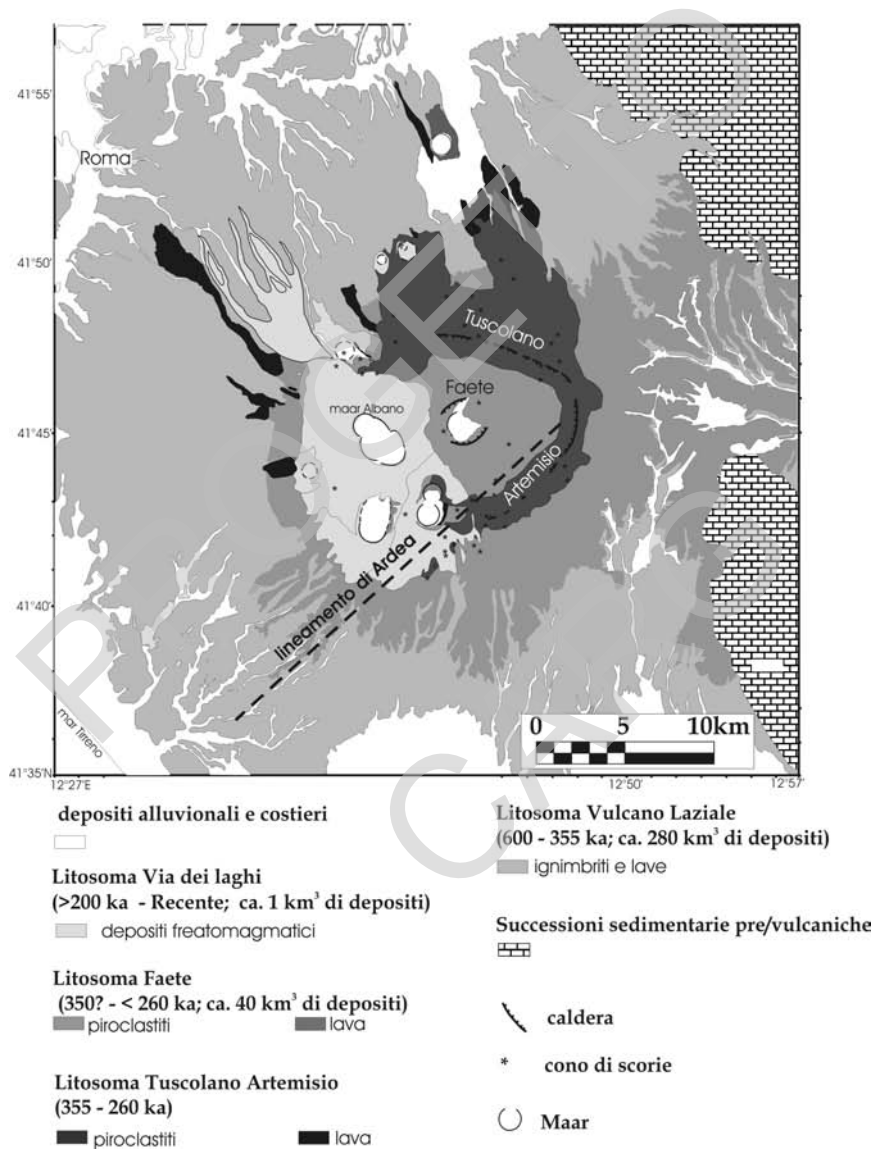 41°55'
Roma
41°50'
Tuscolano
Faete
maar Albano
41°45'
Artemisio
41°40'
lineamento di Ardea
mar Tirreno
0 5 10km
41°35'N
12°27'E
12°50'
12°57'
PROGETTO
CARG
depositi alluvionali e costieri
Litosoma Via dei laghi
(>200 ka - Recente; ca. 1 km³ di depositi)
depositi freatomagmatici
Litosoma Faete
(350? - < 260 ka; ca. 40 km³ di depositi)
piroclastiti lava
Litosoma Tuscolano Artemisio
(355 - 260 ka)
piroclastiti lava
Litosoma Vulcano Laziale
(600 - 355 ka; ca. 280 km³ di depositi)
ignimbriti e lave
Successioni sedimentarie pre/vulcaniche
caldera
cono di scorie
Maar